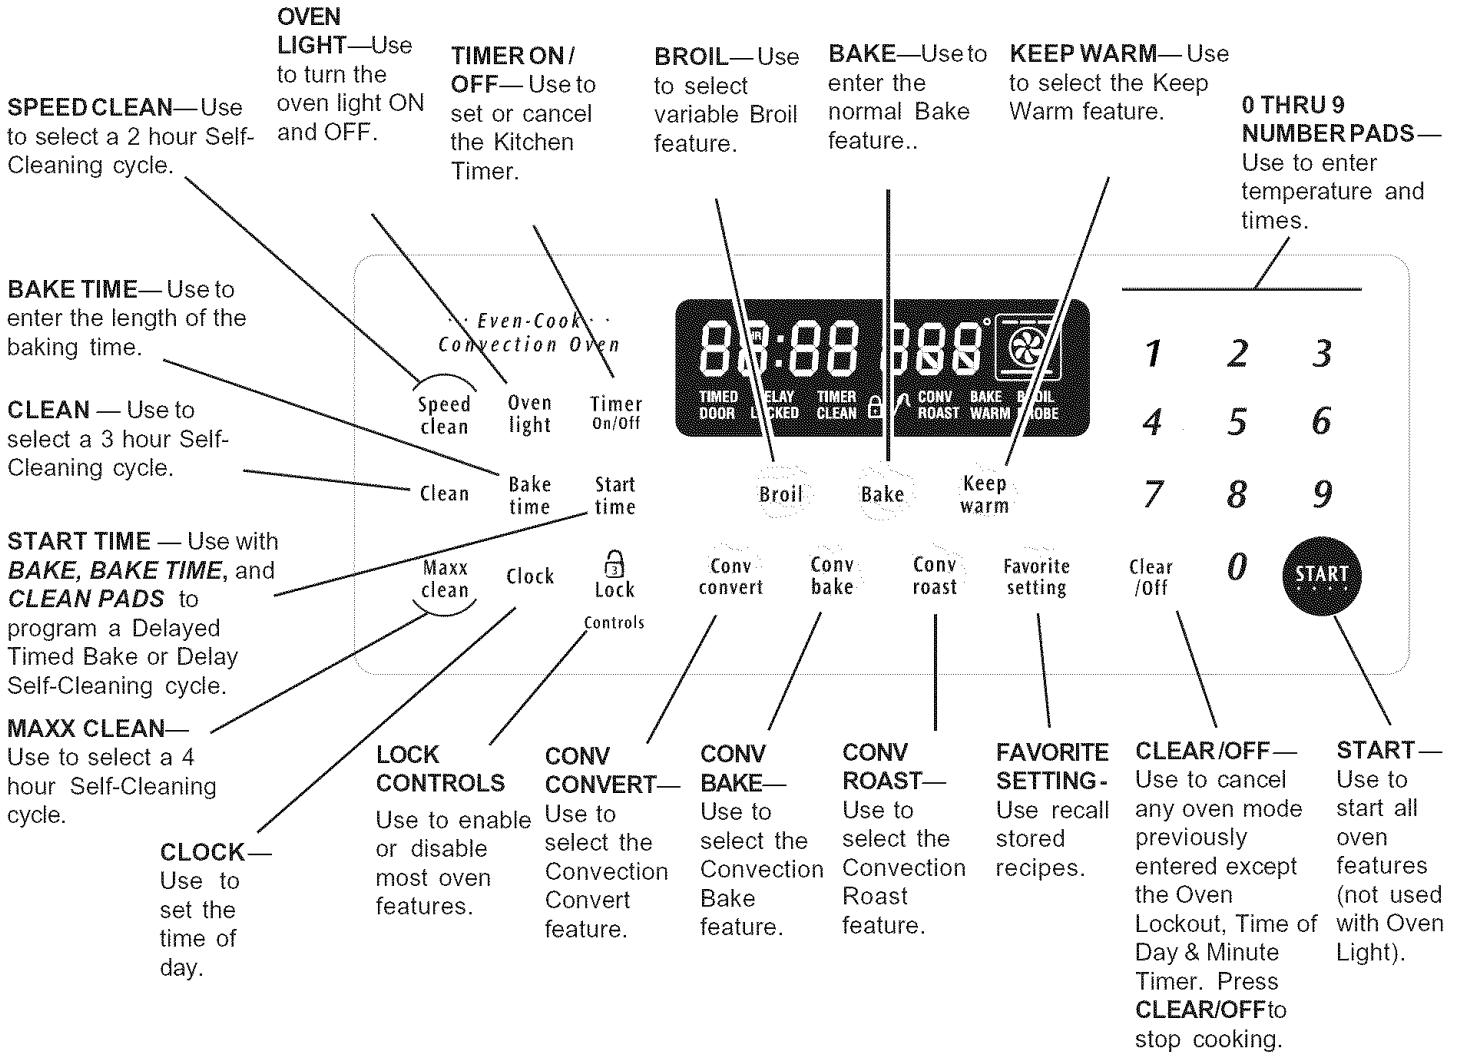 OVEN
LIGHT—Use
to turn the
oven light ON
and OFF.
TIMER ON /
OFF— Use to
set or cancel
the Kitchen
Timer.
BROIL— Use
to select
variable Broil
feature.
BAKE—Use to
enter the
normal Bake
feature..
KEEP WARM— Use
to select the Keep
Warm feature.
0 THRU 9
NUMBER PADS—
Use to enter
temperature and
times.
SPEED CLEAN— Use
to select a 2 hour Self-
Cleaning cycle.
BAKE TIME— Use to
enter the length of the
baking time.
CLEAN — Use to
select a 3 hour Self-
Cleaning cycle.
START TIME — Use with
BAKE, BAKE TIME, and
CLEAN PADS to
program a Delayed
Timed Bake or Delay
Self-Cleaning cycle.
MAXX CLEAN—
Use to select a 4
hour Self-Cleaning
cycle.
CLOCK—
Use to
set the
time of
day.
· · Even-Cook · ·
Convection Oven
Speed
clean
Oven
light
Timer
On/Off
Clean
Bake
time
Start
time
Maxx
clean
Clock
3
Lock
Controls
88:88 888°
HR
TIMED DELAY TIMER CONV BAKE BROIL
DOOR LOCKED CLEAN ROAST WARM PROBE
Broil
Bake
Keep
warm
Conv
convert
Conv
bake
Conv
roast
Favorite
setting
Clear
/Off
1 2 3
4 5 6
7 8 9
0
START
LOCK
CONTROLS
Use to enable
or disable
most oven
features.
CONV
CONVERT—
Use to
select the
Convection
Convert
feature.
CONV
BAKE—
Use to
select the
Convection
Bake
feature.
CONV
ROAST—
Use to
select the
Convection
Roast
feature.
FAVORITE
SETTING-
Use recall
stored
recipes.
CLEAR/OFF—
Use to cancel
any oven mode
previously
entered except
the Oven
Lockout, Time of
Day & Minute
Timer. Press
CLEAR/OFF to
stop cooking.
START—
Use to
start all
oven
features
(not used
with Oven
Light).